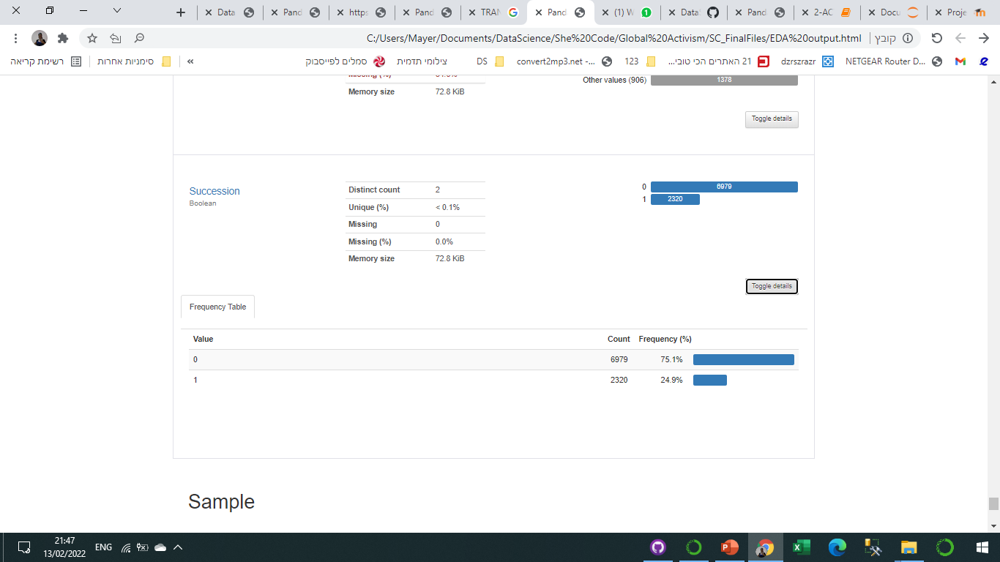 Data
Pand
https
Pand
TRAN
Pand
(1) W
1
Data
Pand
2-AC
Docu
Proje
C:/Users/Mayer/Documents/DataScience/She%20Code/Global%20Activism/SC_FinalFiles/EDA%20output.html | קובץ
רשימת קריאה
סימניות אחרות
»
סמלים לפייסבוק
צילומי תדמית
DS
convert2mp3.net -...
123
21 האתרים הכי טובי...
dzrszrazr
NETGEAR Router D...
Missing (%)
Memory size 72.8 KiB
Other values (906) 1378
Toggle details
Succession
Boolean
Distinct count 2
Unique (%) < 0.1%
Missing 0
Missing (%) 0.0%
Memory size 72.8 KiB
0 6979
1 2320
Toggle details
Frequency Table
Value Count Frequency (%)
0 6979 75.1%
1 2320 24.9%
Sample
21:47
13/02/2022
ENG